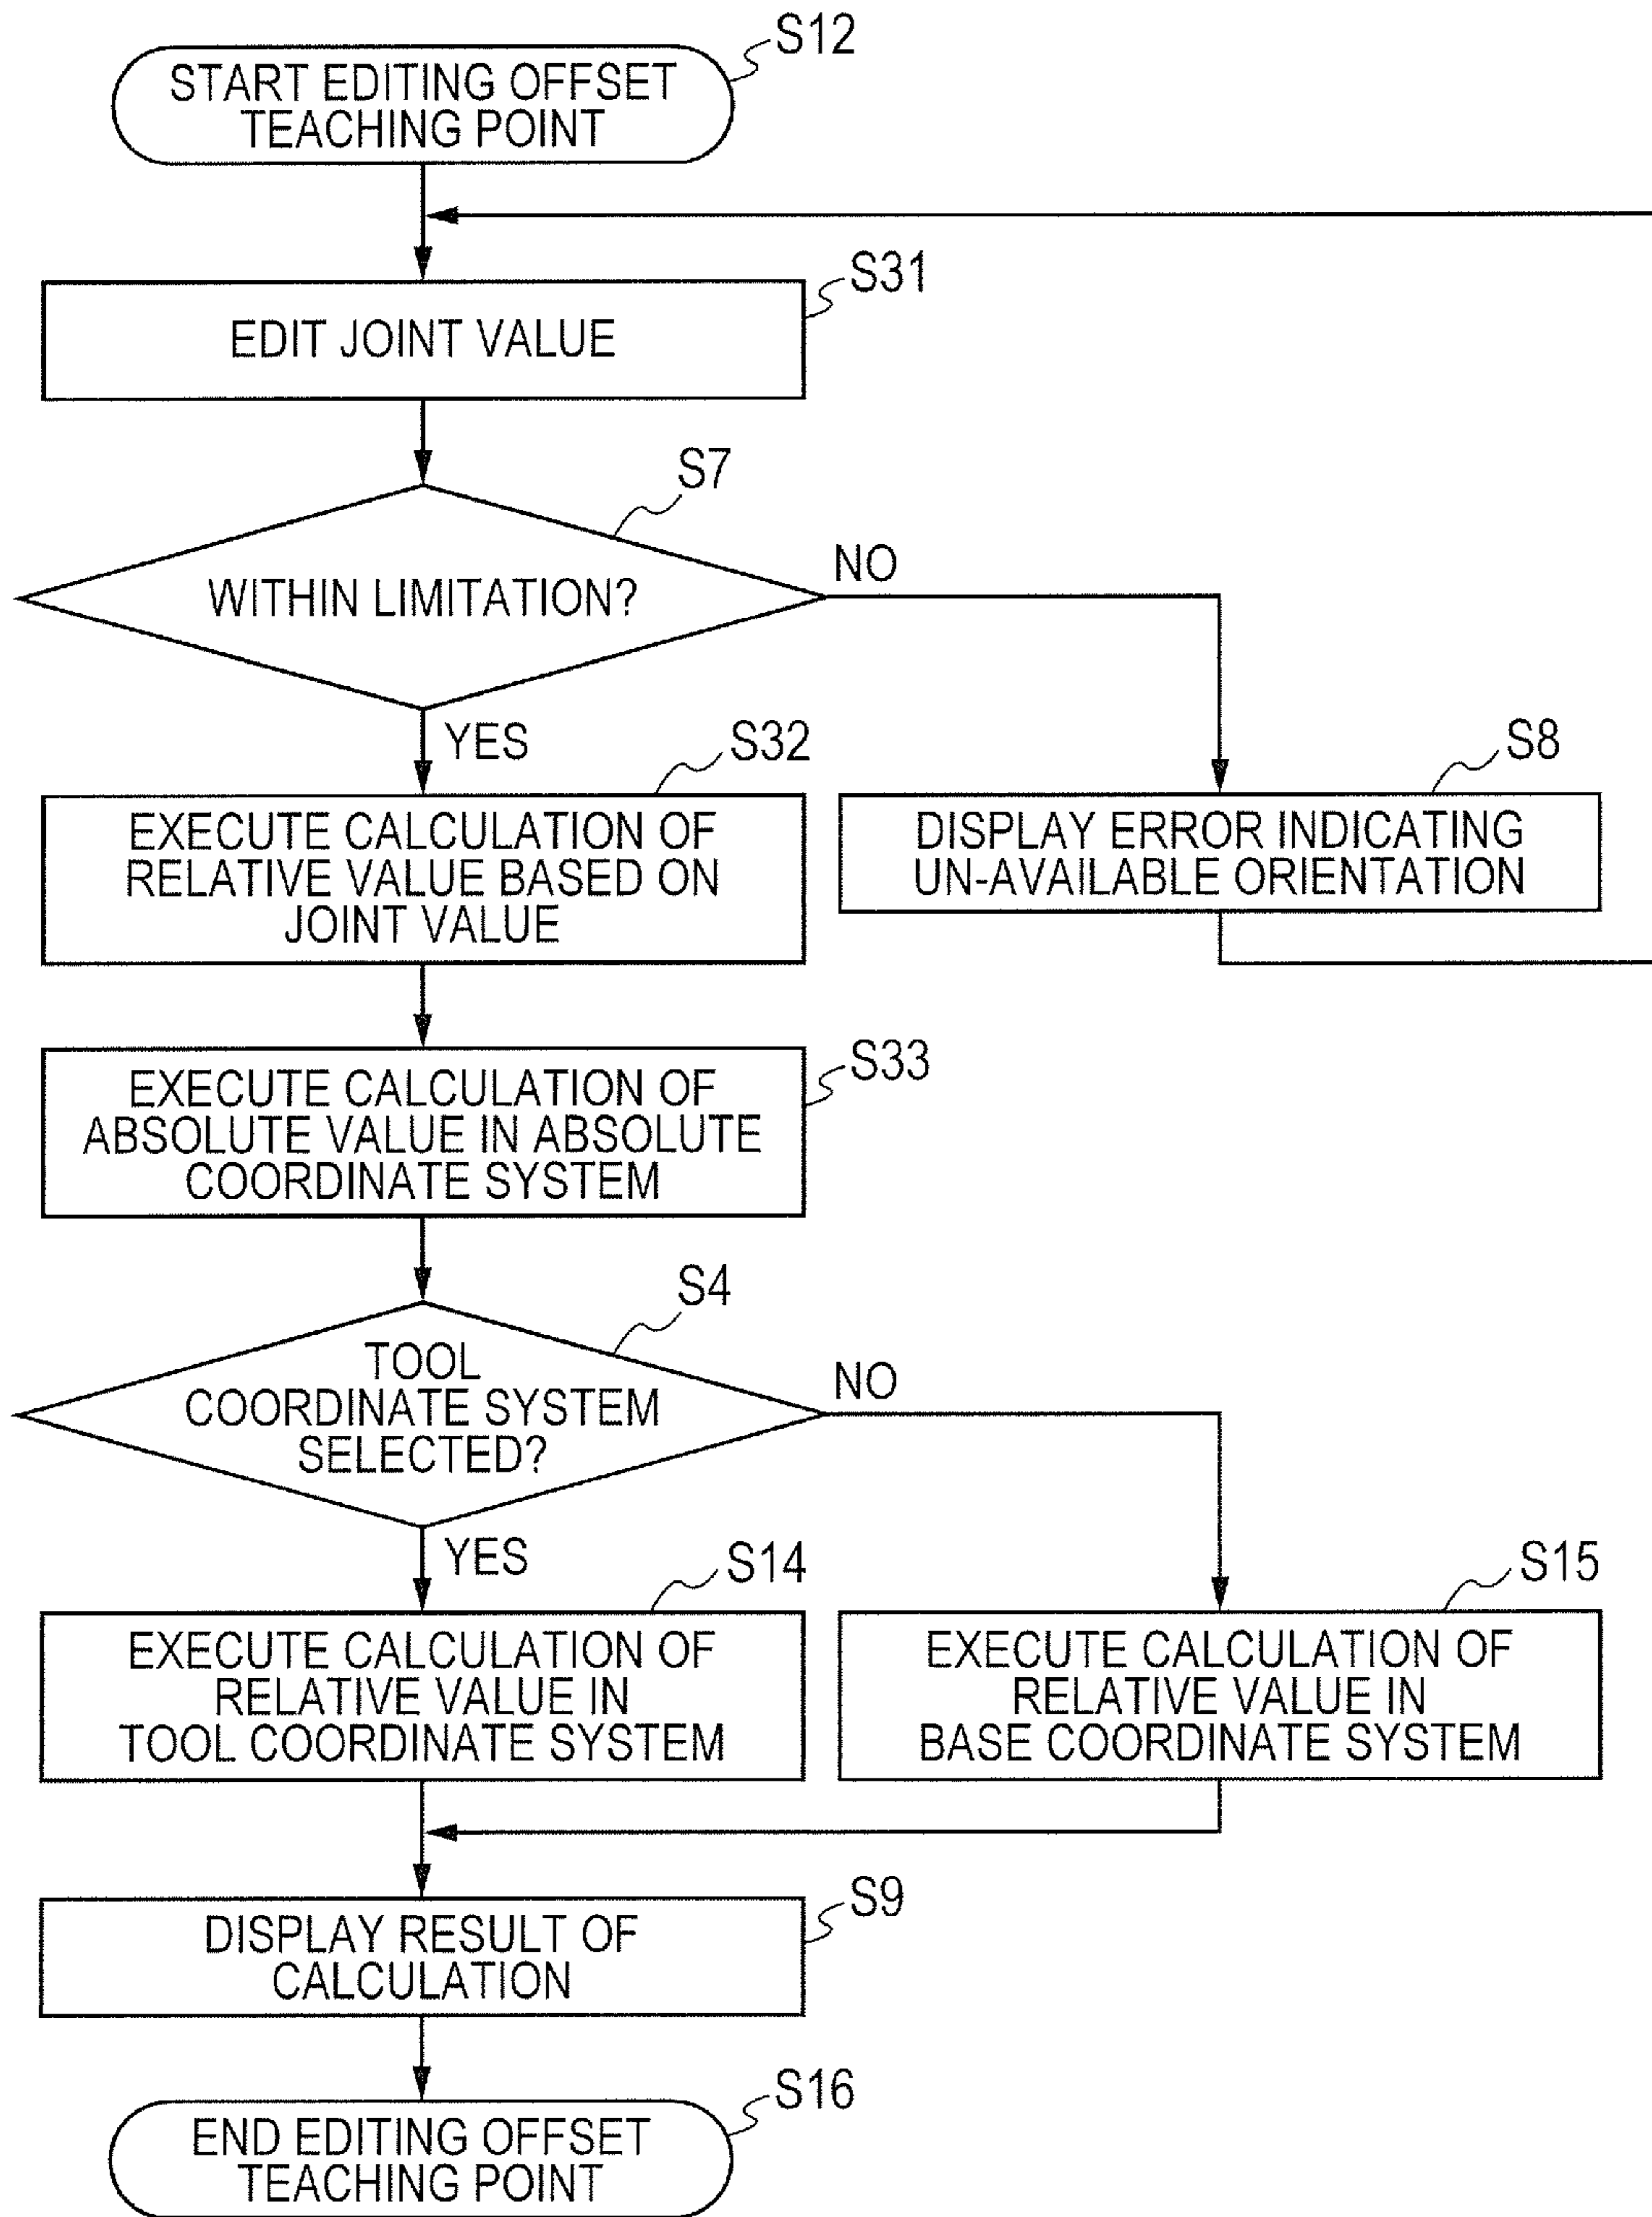 S12
START EDITING OFFSET
TEACHING POINT
S31
EDIT JOINT VALUE
S7
WITHIN LIMITATION?
NO
YES
S32
EXECUTE CALCULATION OF
RELATIVE VALUE BASED ON
JOINT VALUE
S8
DISPLAY ERROR INDICATING
UN-AVAILABLE ORIENTATION
S33
EXECUTE CALCULATION OF
ABSOLUTE VALUE IN ABSOLUTE
COORDINATE SYSTEM
S4
TOOL
COORDINATE SYSTEM
SELECTED?
NO
YES
S14
EXECUTE CALCULATION OF
RELATIVE VALUE IN
TOOL COORDINATE SYSTEM
S15
EXECUTE CALCULATION OF
RELATIVE VALUE IN
BASE COORDINATE SYSTEM
S9
DISPLAY RESULT OF
CALCULATION
S16
END EDITING OFFSET
TEACHING POINT